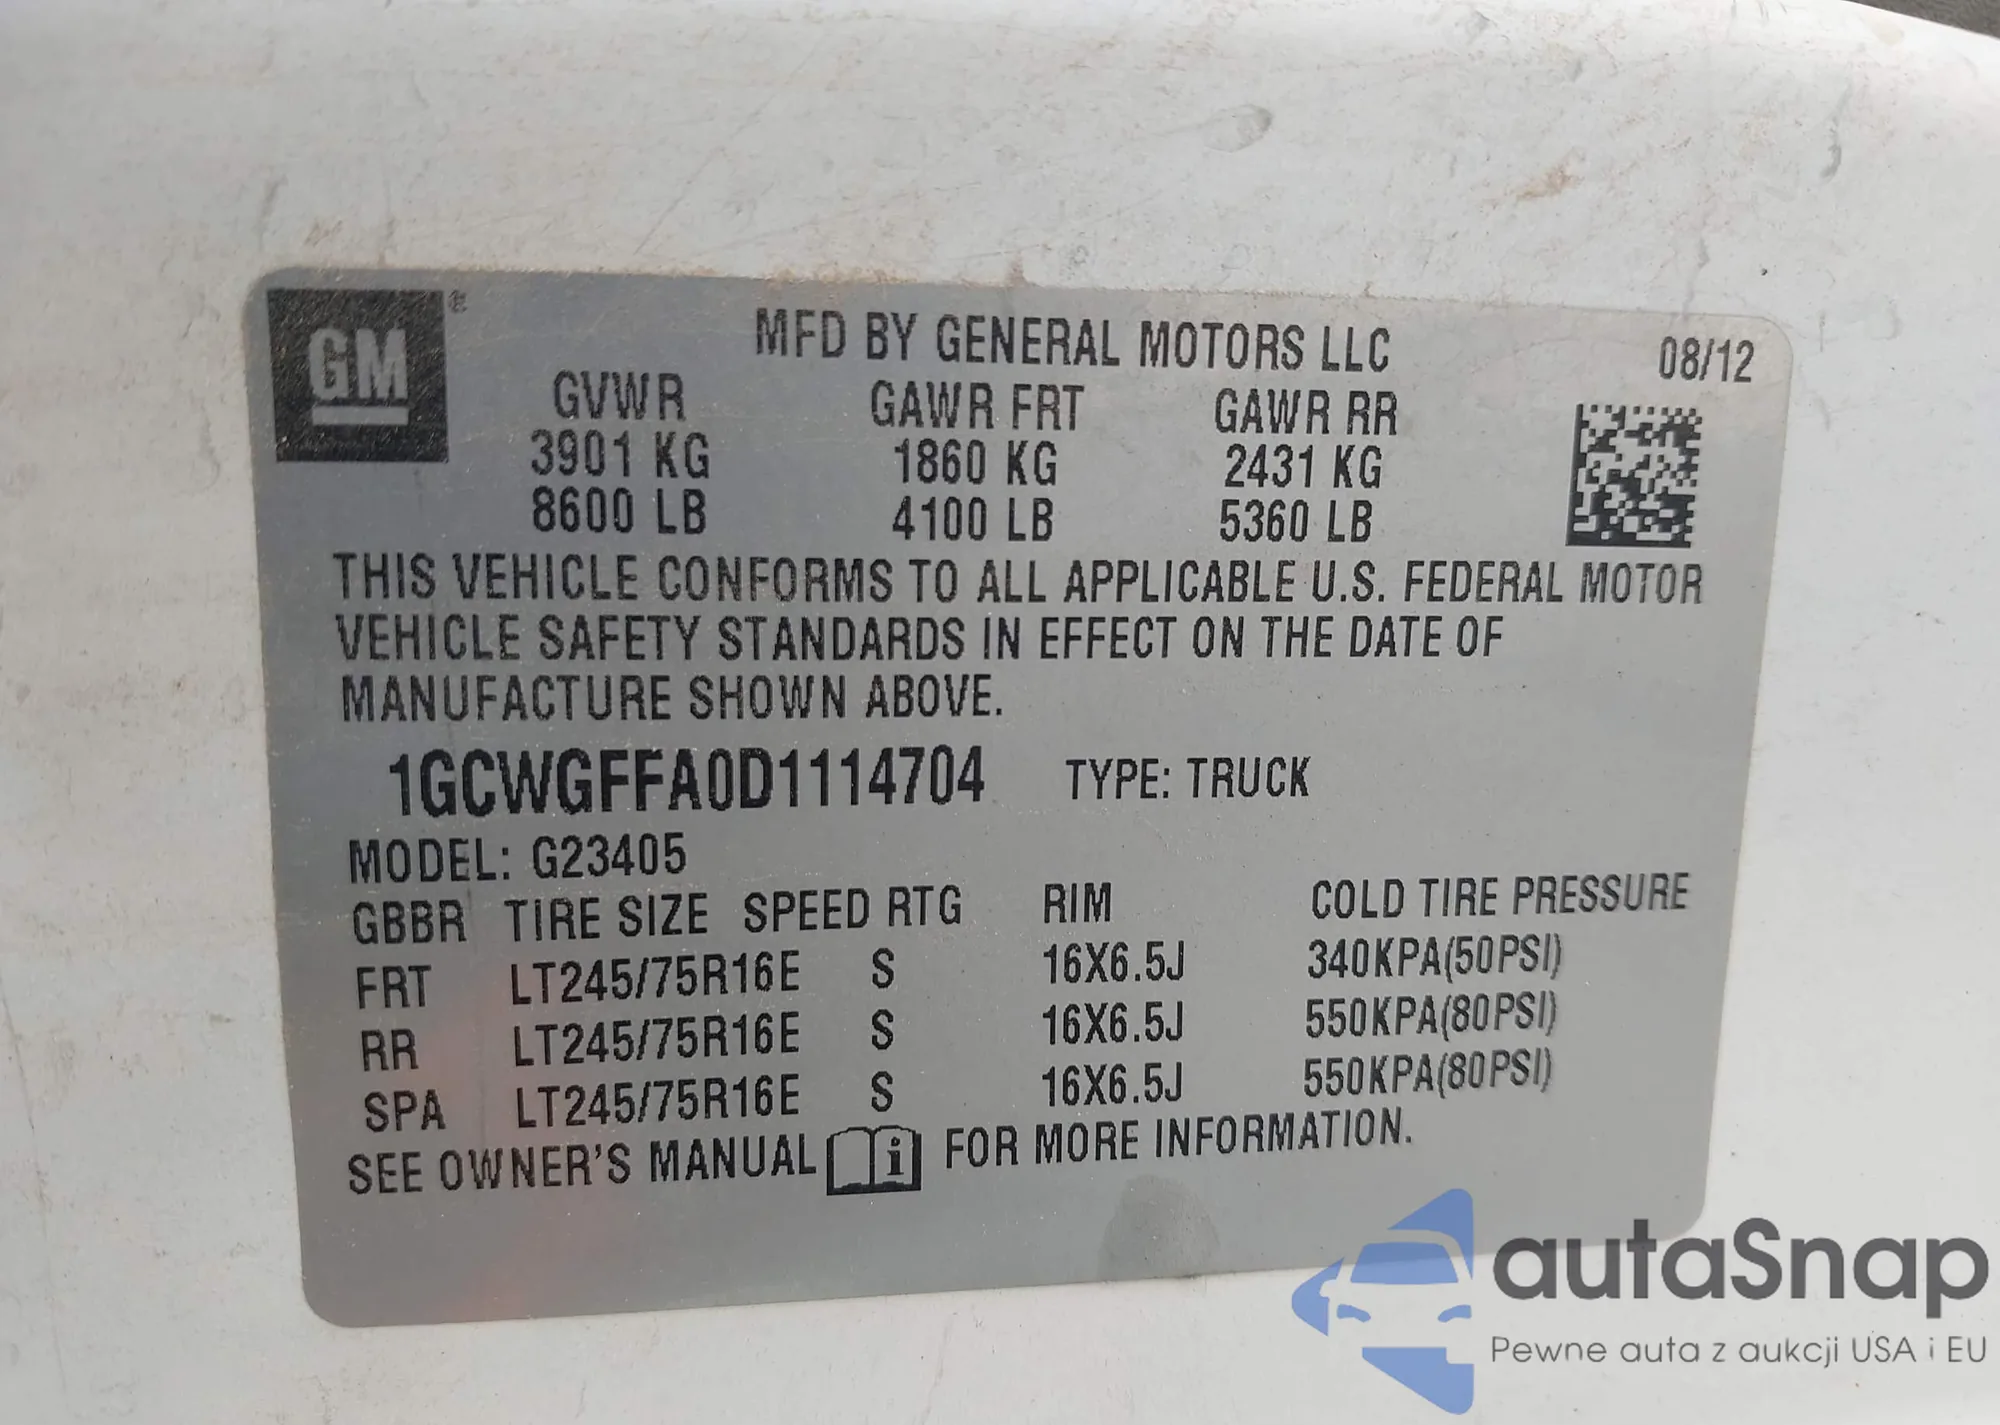 GM
MFD BY GENERAL MOTORS LLC 08/12
GVWR GAWR FRT GAWR RR
3901 KG 1860 KG 2431 KG
8600 LB 4100 LB 5360 LB
THIS VEHICLE CONFORMS TO ALL APPLICABLE U.S. FEDERAL MOTOR
VEHICLE SAFETY STANDARDS IN EFFECT ON THE DATE OF
MANUFACTURE SHOWN ABOVE.
1GCWGFFA0D1114704 TYPE: TRUCK
MODEL: G23405
GBBR TIRE SIZE SPEED RTG RIM COLD TIRE PRESSURE
FRT LT245/75R16E S 16X6.5J 340KPA(50PSI)
RR LT245/75R16E S 16X6.5J 550KPA(80PSI)
SPA LT245/75R16E S 16X6.5J 550KPA(80PSI)
SEE OWNER'S MANUAL i FOR MORE INFORMATION.
autaSnap
Pewne auta z aukcji USA i EU